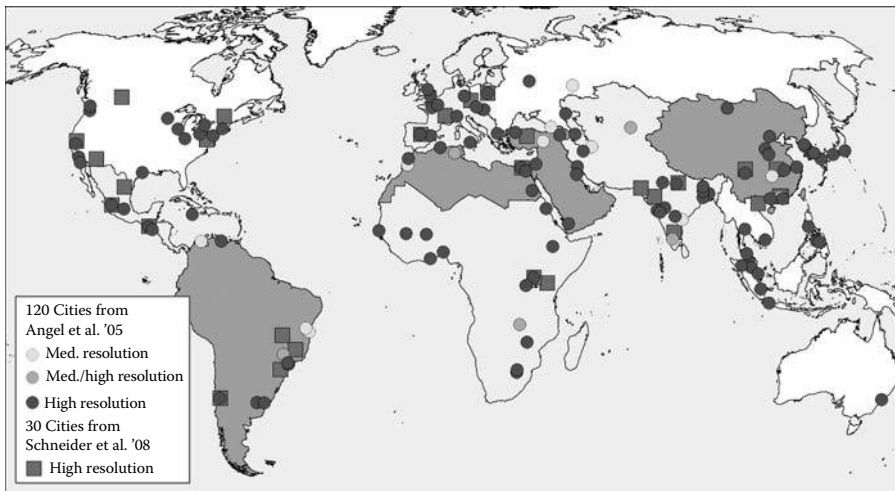 120 Cities from
Angel et al. ’05
Med. resolution
Med./high resolution
High resolution
30 Cities from
Schneider et al. ’08
High resolution